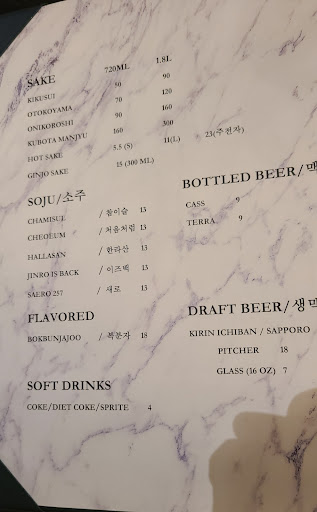 SAKE 720ML 1.8L
KIKUSUI 50 90
OTOKOYAMA 70 120
ONIKOROSHI 90 160
KUBOTA MANJYU 160 300
HOT SAKE 5.5 (S) 11(L) 23(주전자)
GINJO SAKE 15 (300 ML)
SOJU/소주
CHAMISUL / 참이슬 13
CHEOEUM / 처음처럼 13
HALLASAN / 한라산 13
JINRO IS BACK / 이즈백 13
SAERO 257 / 새로 13
FLAVORED
BOKBUNJAJOO / 복분자 18
SOFT DRINKS
COKE/DIET COKE/SPRITE 4
BOTTLED BEER/
CASS 9
TERRA 9
DRAFT BEER/생
KIRIN ICHIBAN / SAPPORO
PITCHER 18
GLASS (16 OZ) 7